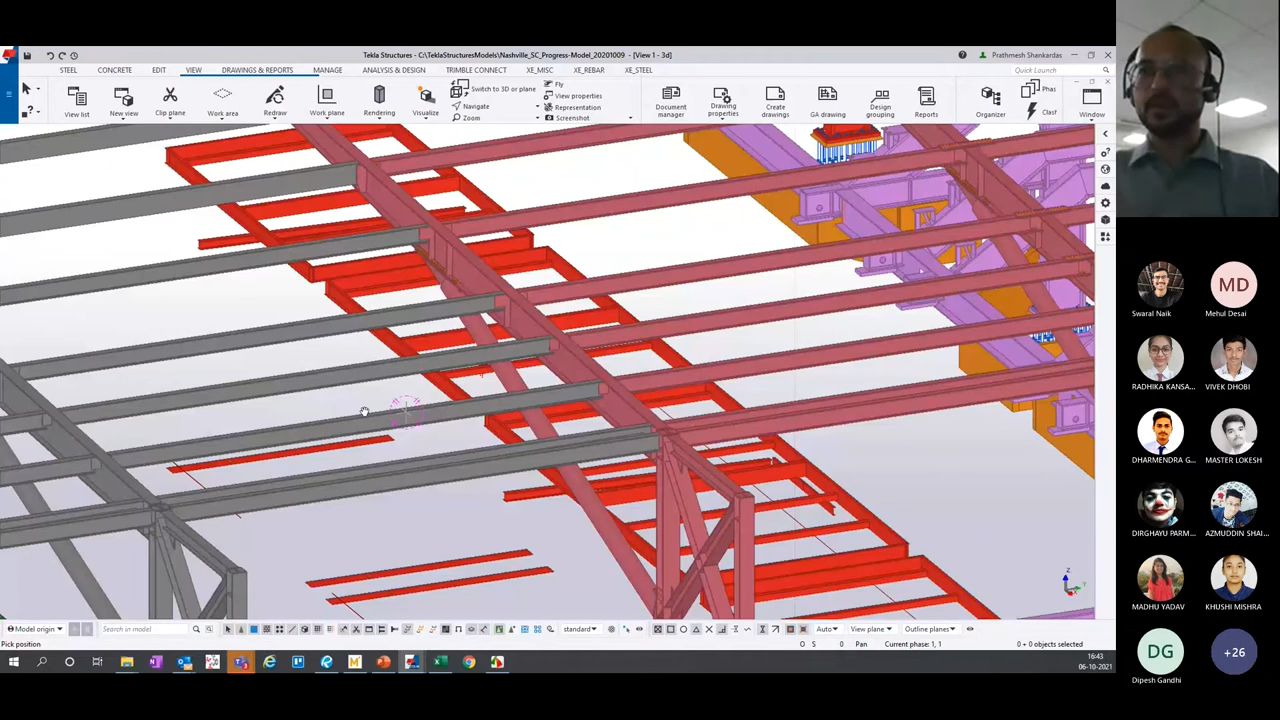 Tekla Structures - C:\TeklaStructuresModels\Nashville_SC_Progress-Model_20201009 - [View 1 - 3d]
Prathmesh Shankardas
STEEL CONCRETE EDIT VIEW DRAWINGS & REPORTS MANAGE ANALYSIS & DESIGN TRIMBLE CONNECT XE_MISC XE_REBAR XE_STEEL
Quick Launch
View list
New view
Clip plane
Work area
Redraw
Work plane
Rendering
Visualize
Switch to 3D or plane
Navigate
Zoom
Fly
View properties
Representation
Screenshot
Document manager
Drawing properties
Create drawings
GA drawing
Design grouping
Reports
Organizer
Phas
Clash
Window
Z
Model origin
Search in model
standard
Auto
View plane
Outline planes
Pick position
O S 0 Pan Current phase: 1, 1 0 + 0 objects selected
16:43
06-10-2021
Swaral Naik
MD
Mehul Desai
RADHIKA KANSA...
VIVEK DHOBI
DHARMENDRA G...
MASTER LOKESH
DIRGHAYU PARM...
AZMUDDIN SHAI...
MADHU YADAV
KHUSHI MISHRA
DG
Dipesh Gandhi
+26